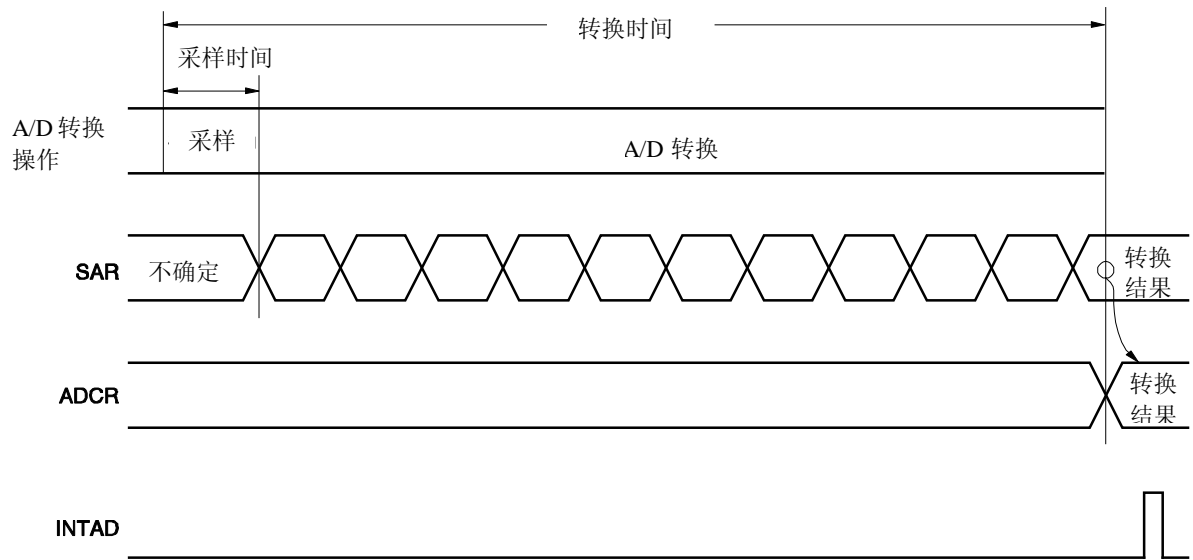 转换时间
采样时间
A/D 转换
操作
采样
A/D 转换
SAR
不确定
转换
结果
ADCR
转换
结果
INTAD